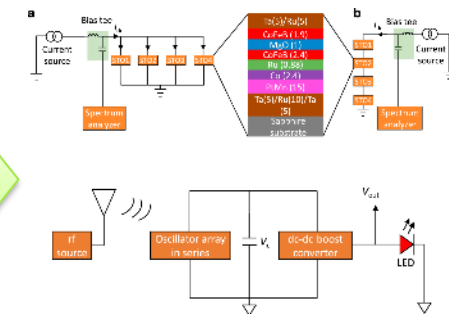 a
Bias tee
Current
source
STO1
STO2
STO3
STO4
Spectrum
analyzer
Ta(5)/Ru(5)
CoFeB (1.9)
MgO (1)
CoFeB (2.4)
Ru (0.88)
Co (2.4)
PtMn (15)
Ta(5)/Ru(10)/Ta
(5)
Sapphire
substrate
b
Bias tee
Current
source
STO1
STO2
STO3
STO4
Spectrum
analyzer
rf
source
Oscillator array
in series
dc-dc boost
converter
Vout
LED